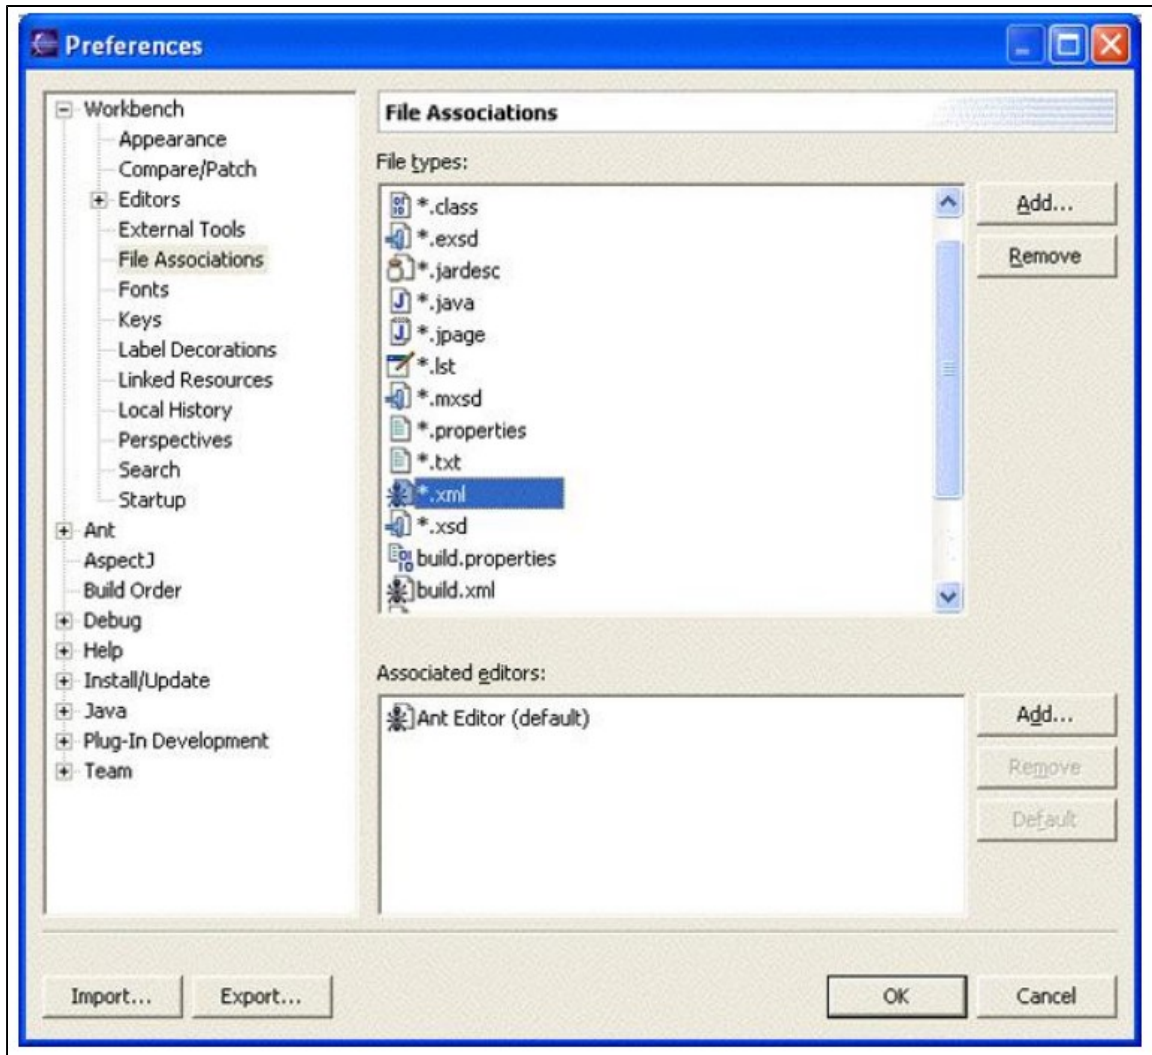 Preferences
Workbench
Appearance
Compare/Patch
Editors
External Tools
File Associations
Fonts
Keys
Label Decorations
Linked Resources
Local History
Perspectives
Search
Startup
Ant
AspectJ
Build Order
Debug
Help
Install/Update
Java
Plug-In Development
Team
File Associations
File types:
*.class
*.exsd
*.jardesc
*.java
*.jpage
*.lst
*.mxsd
*.properties
*.txt
*.xml
*.xsd
build.properties
build.xml
Add...
Remove
Associated editors:
Ant Editor (default)
Add...
Remove
Default
Import...
Export...
OK
Cancel